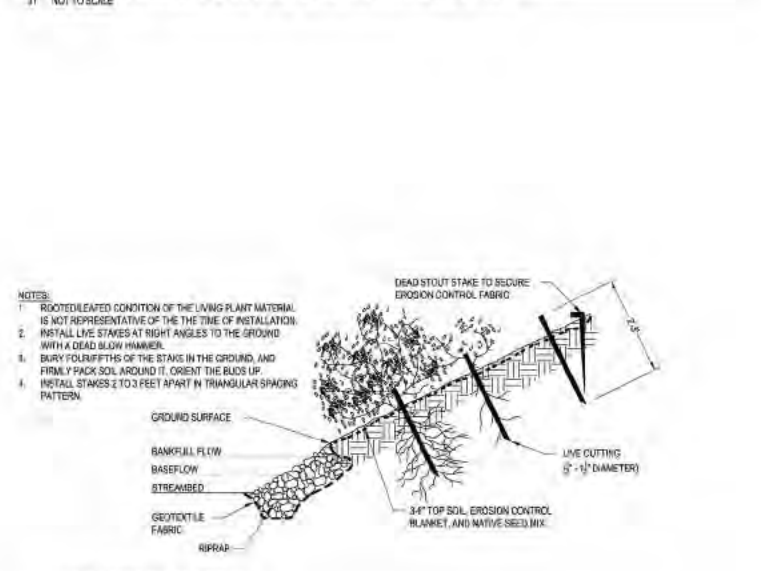 NOT TO SCALE
DEAD STOUT STAKE TO SECURE
EROSION CONTROL FABRIC
NOTES:
1. ROOTED/LEAFED CONDITION OF THE LIVING PLANT MATERIAL
IS NOT REPRESENTATIVE OF THE THE TIME OF INSTALLATION.
2. INSTALL LIVE STAKES AT RIGHT ANGLES TO THE GROUND
WITH A DEAD BLOW HAMMER.
3. BURY FOUR/FIFTHS OF THE STAKE IN THE GROUND, AND
FIRMLY PACK SOIL AROUND IT. ORIENT THE BUDS UP.
4. INSTALL STAKES 2 TO 3 FEET APART IN TRIANGULAR SPACING
PATTERN.
GROUND SURFACE
BANKFULL FLOW
BASEFLOW
STREAMBED
GEOTEXTILE
FABRIC
RIPRAP
LIVE CUTTING
DIAMETER)
TOP SOIL, EROSION CONTROL
BLANKET, AND NATIVE SEED MIX.